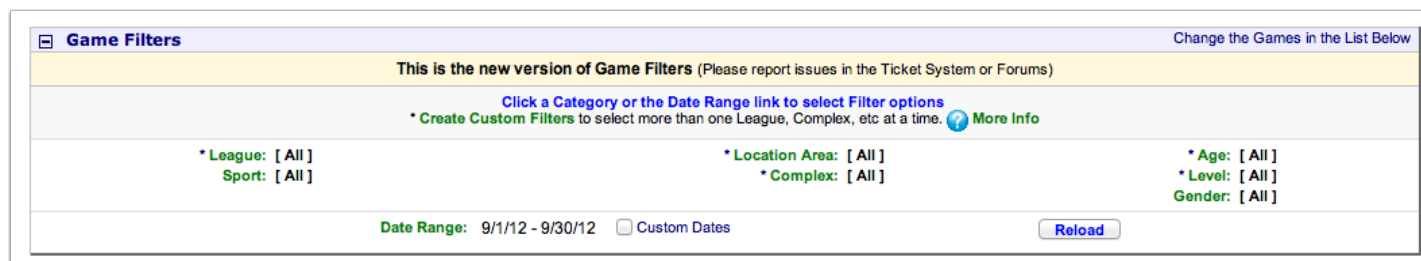 Game Filters Change the Games in the List Below
This is the new version of Game Filters (Please report issues in the Ticket System or Forums)
Click a Category or the Date Range link to select Filter options
* Create Custom Filters to select more than one League, Complex, etc at a time. ? More Info
* League: [ All ] * Location Area: [ All ] * Age: [ All ]
Sport: [ All ] * Complex: [ All ] * Level: [ All ]
Gender: [ All ]
Date Range: 9/1/12 - 9/30/12 Custom Dates Reload